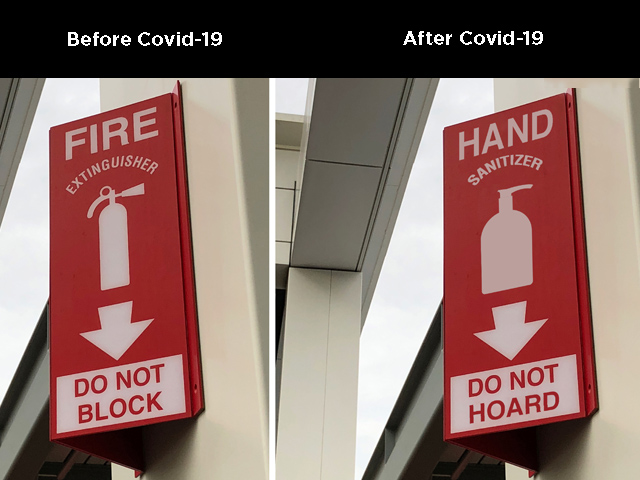 Before Covid-19
FIRE
EXTINGUISHER
DO NOT
BLOCK
After Covid-19
HAND
SANITIZER
DO NOT
HOARD